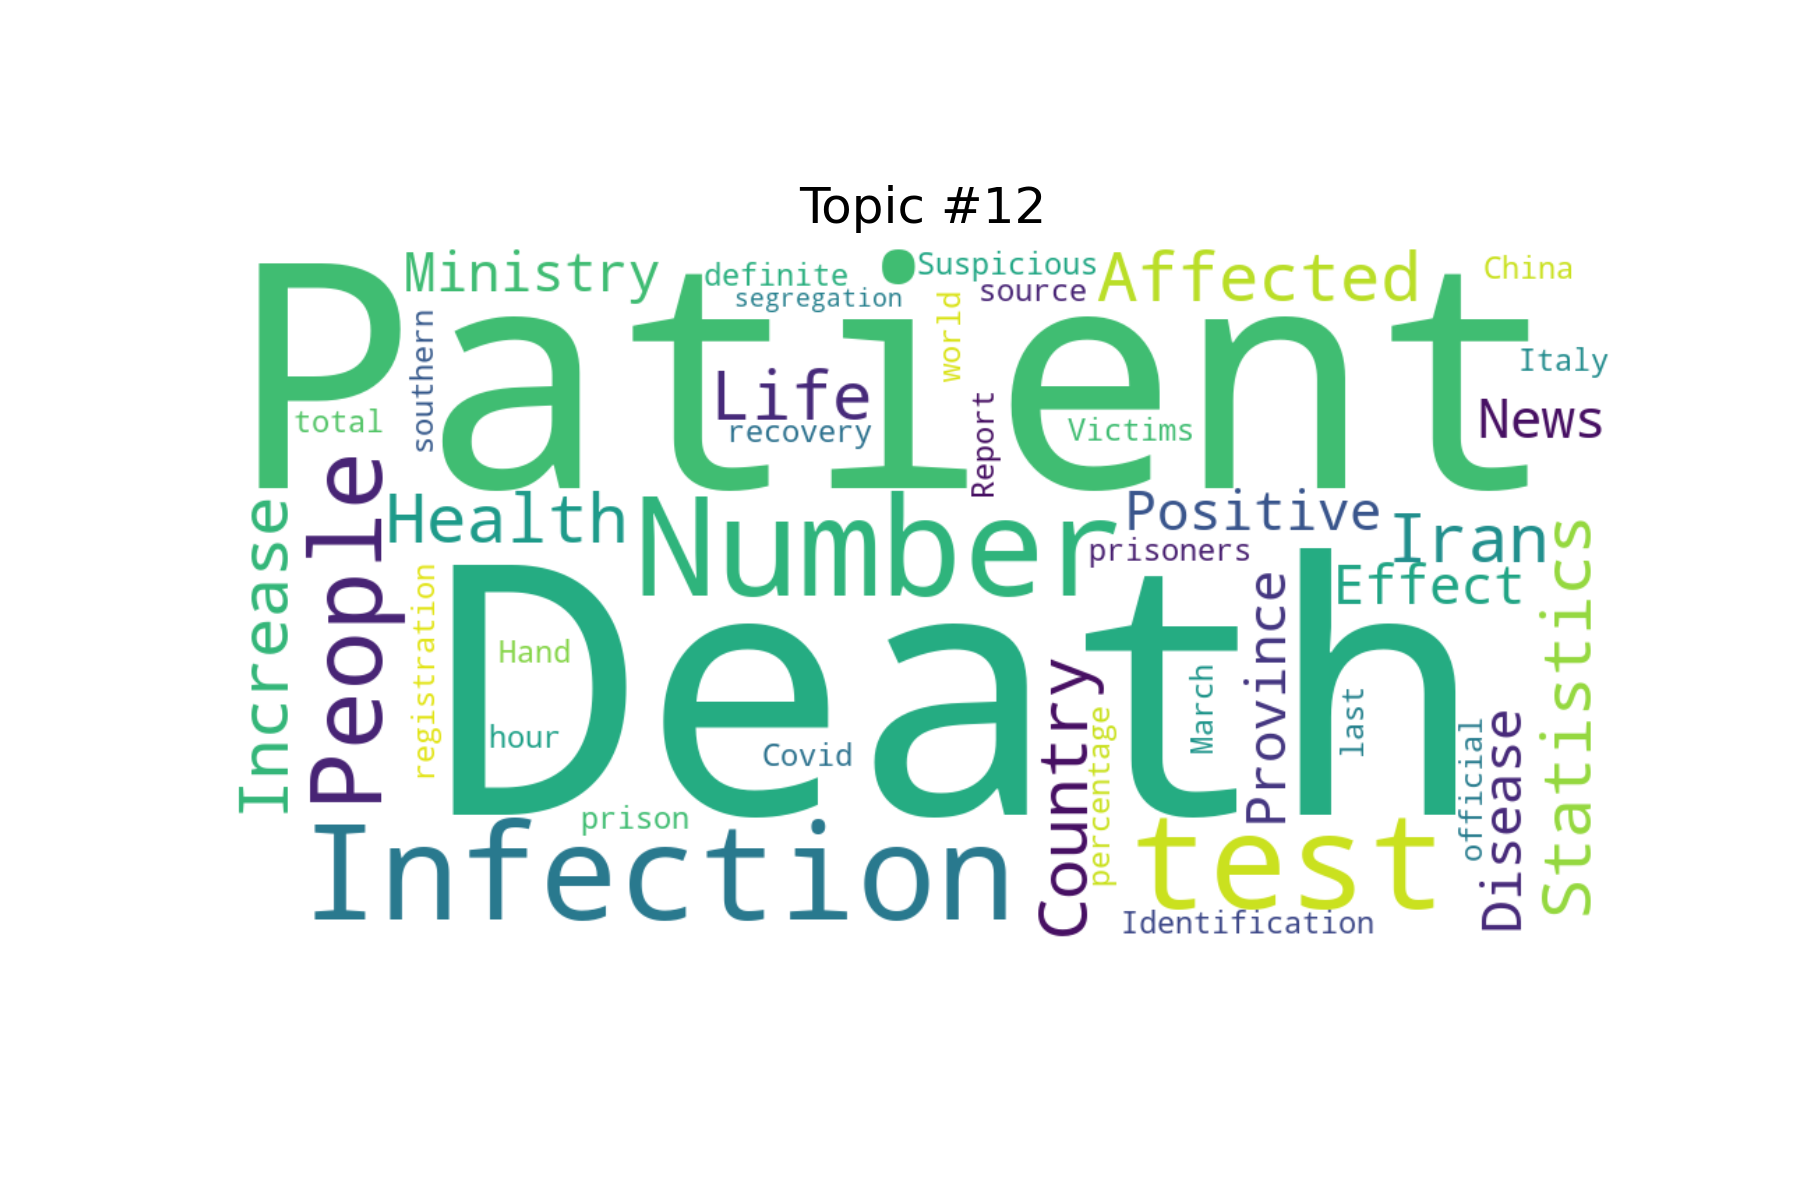 Topic #12
Ministry
definite
Suspicious
Affected
China
segregation
source
Patient
southern
world
Italy
Life
total
recovery
Report
Victims
News
People
Increase
Health
Number
Positive
Iran
prisoners
Effect
registration
Death
Hand
hour
Covid
Country
percentage
March
Province
last
official
Disease
Statistics
prison
Infection
test
Identification